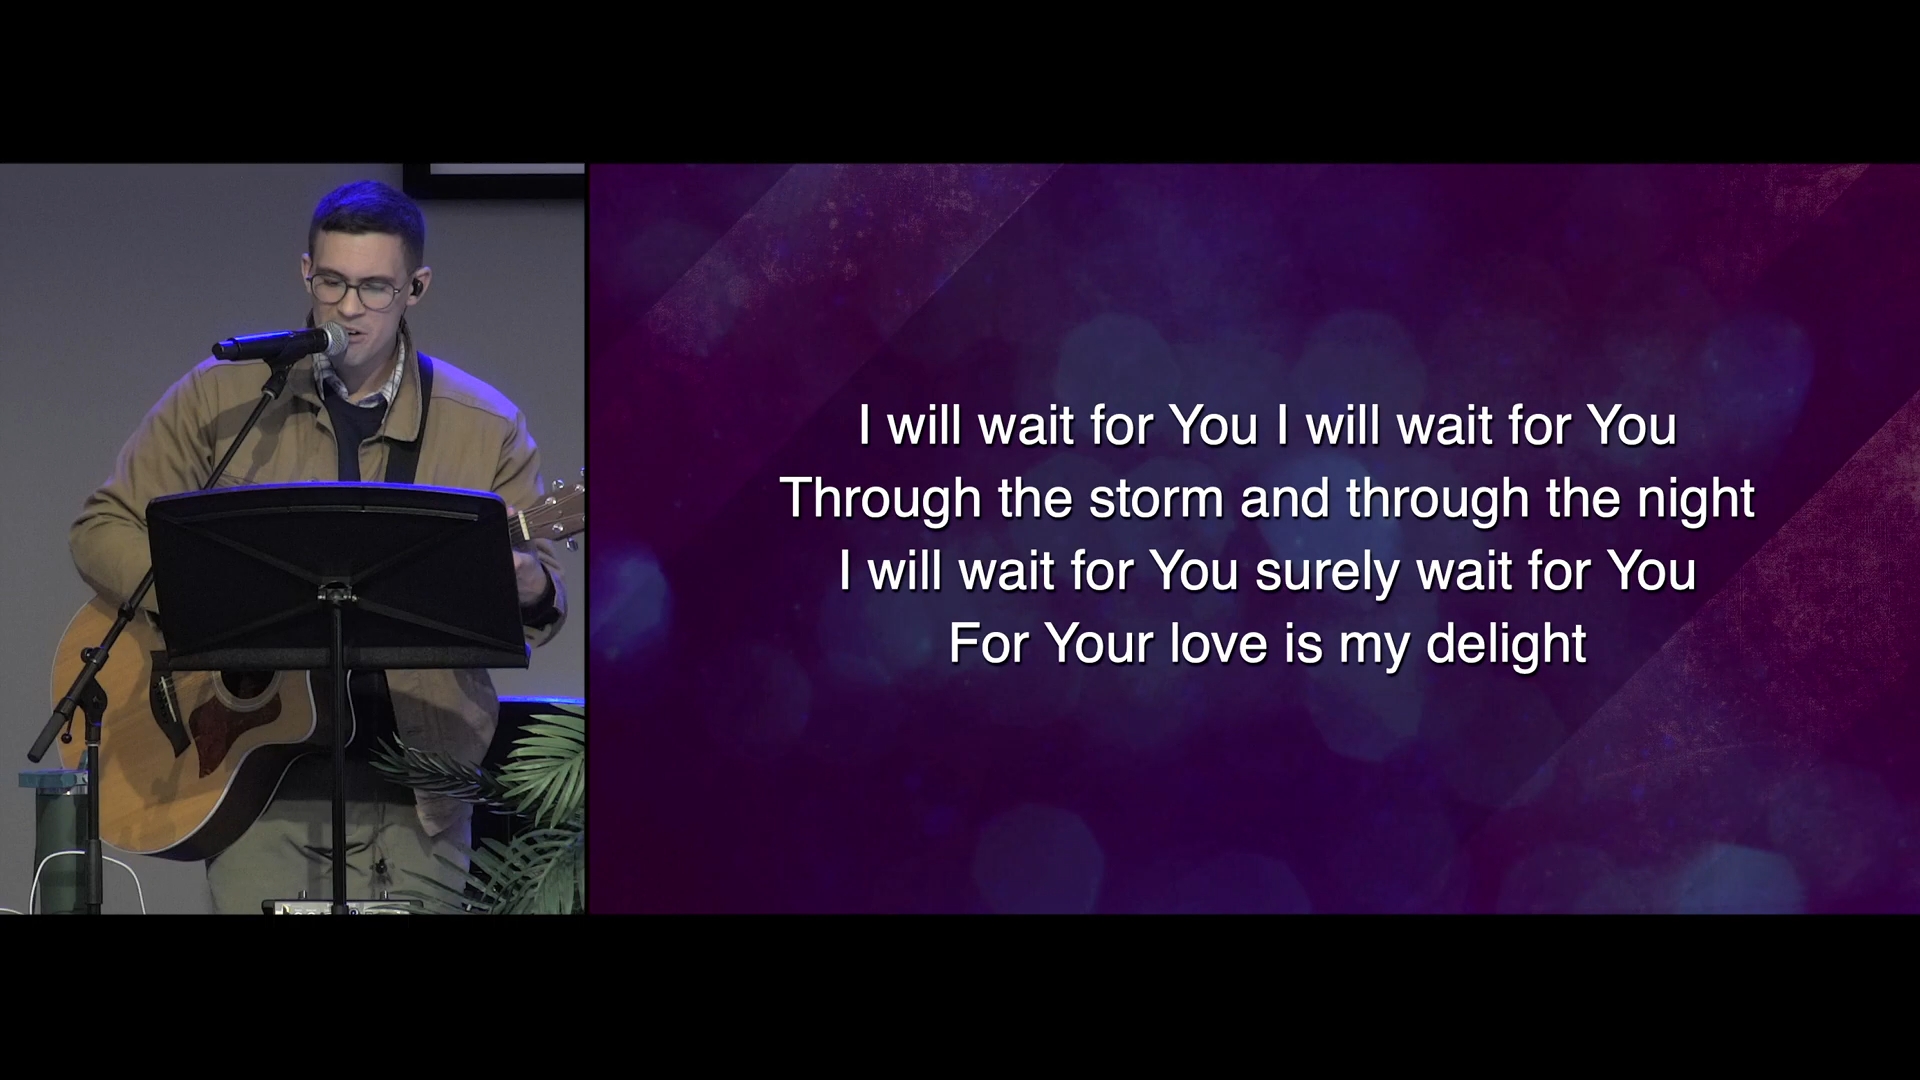 I will wait for You I will wait for You
Through the storm and through the night
I will wait for You surely wait for You
For Your love is my delight